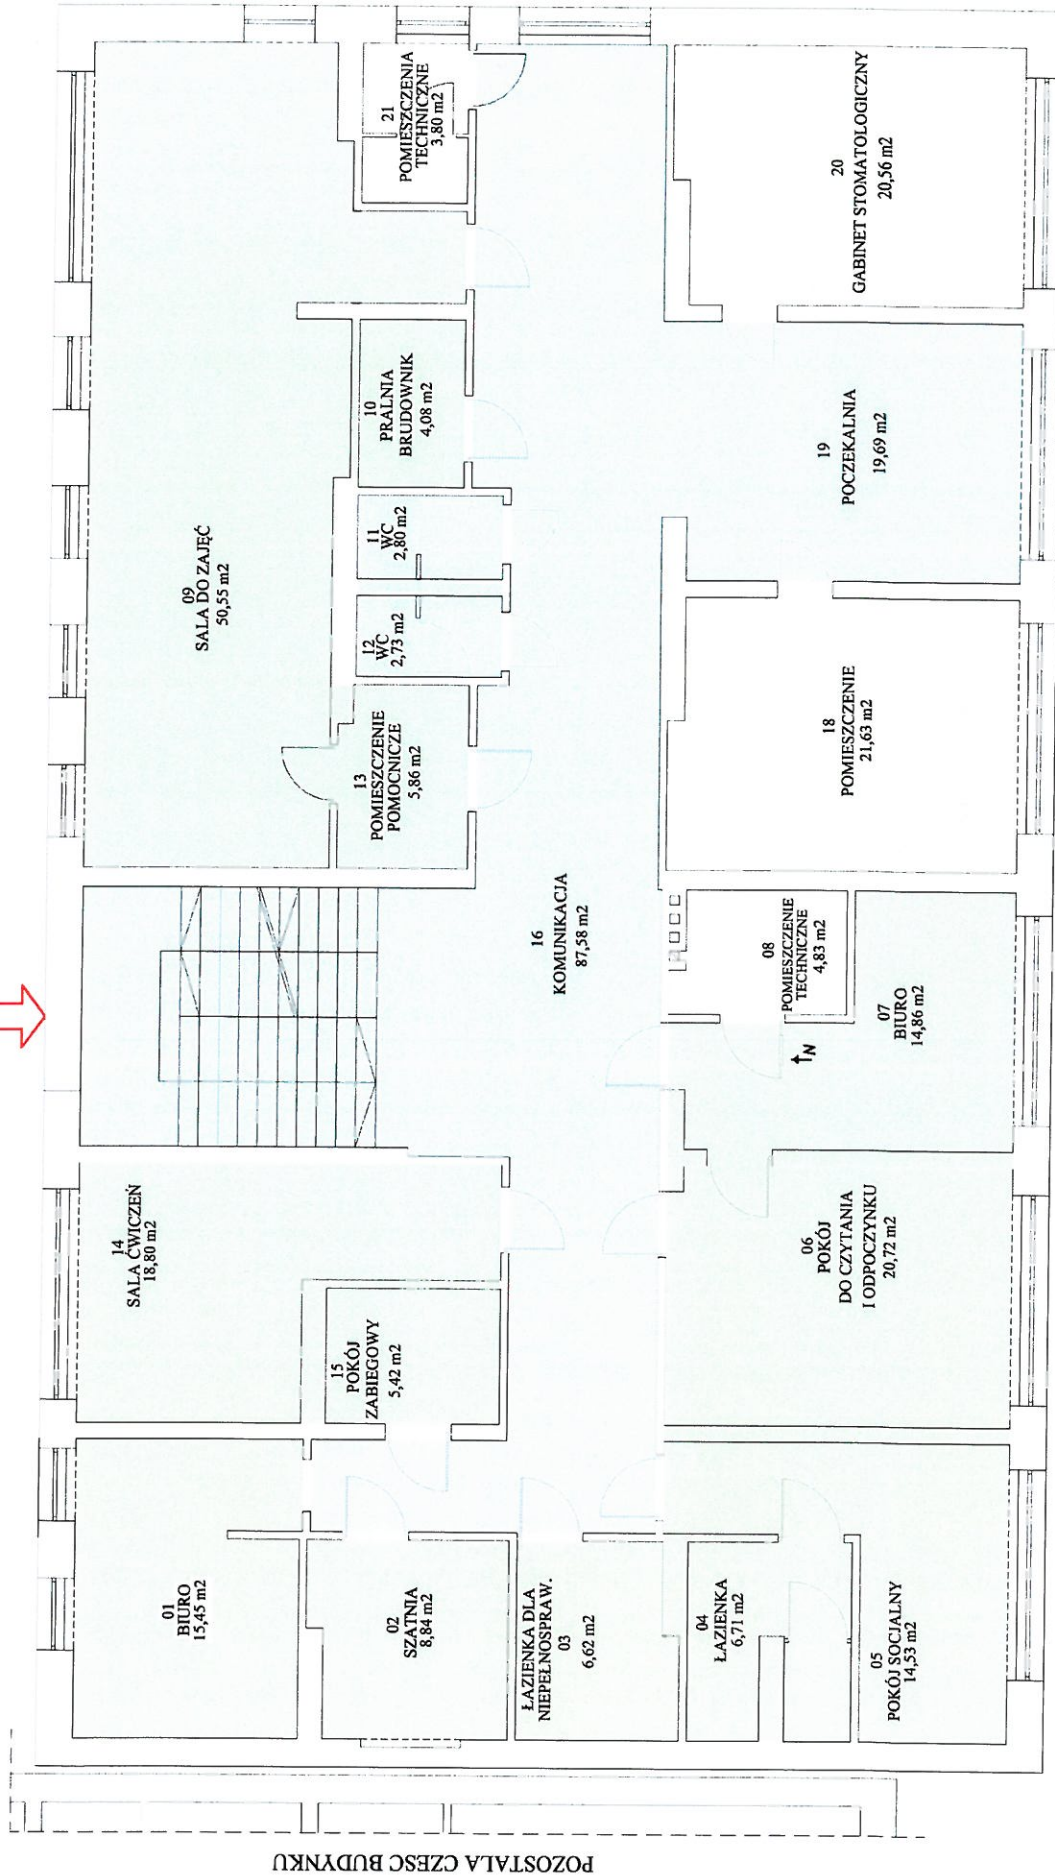 01
BIURO
15,45 m2
02
SZATNIA
8,84 m2
ŁAZIENKA DLA
NIEPEŁNOSPRAW.
03
6,62 m2
04
ŁAZIENKA
6,71 m2
05
POKÓJ SOCJALNY
14,53 m2
14
SALA ĆWICZEŃ
18,80 m2
15
POKÓJ
ZABIEGOWY
5,42 m2
06
POKÓJ
DO CZYTANIA
I ODPOCZYNKU
20,72 m2
16
KOMUNIKACJA
87,58 m2
08
POMIESZCZENIE
TECHNICZNE
4,83 m2
07
BIURO
14,86 m2
N
09
SALA DO ZAJĘĆ
50,55 m2
13
POMIESZCZENIE
POMOCNICZE
5,86 m2
12
WC
2,73 m2
11
WC
2,80 m2
10
PRALNIA
BRUDOWNIK
4,08 m2
21
POMIESZCZENIA
TECHNICZNE
3,80 m2
18
POMIESZCZENIE
21,63 m2
19
POCZEKALNIA
19,69 m2
20
GABINET STOMATOLOGICZNY
20,56 m2
POZOSTALA CZESC BUDYNKU